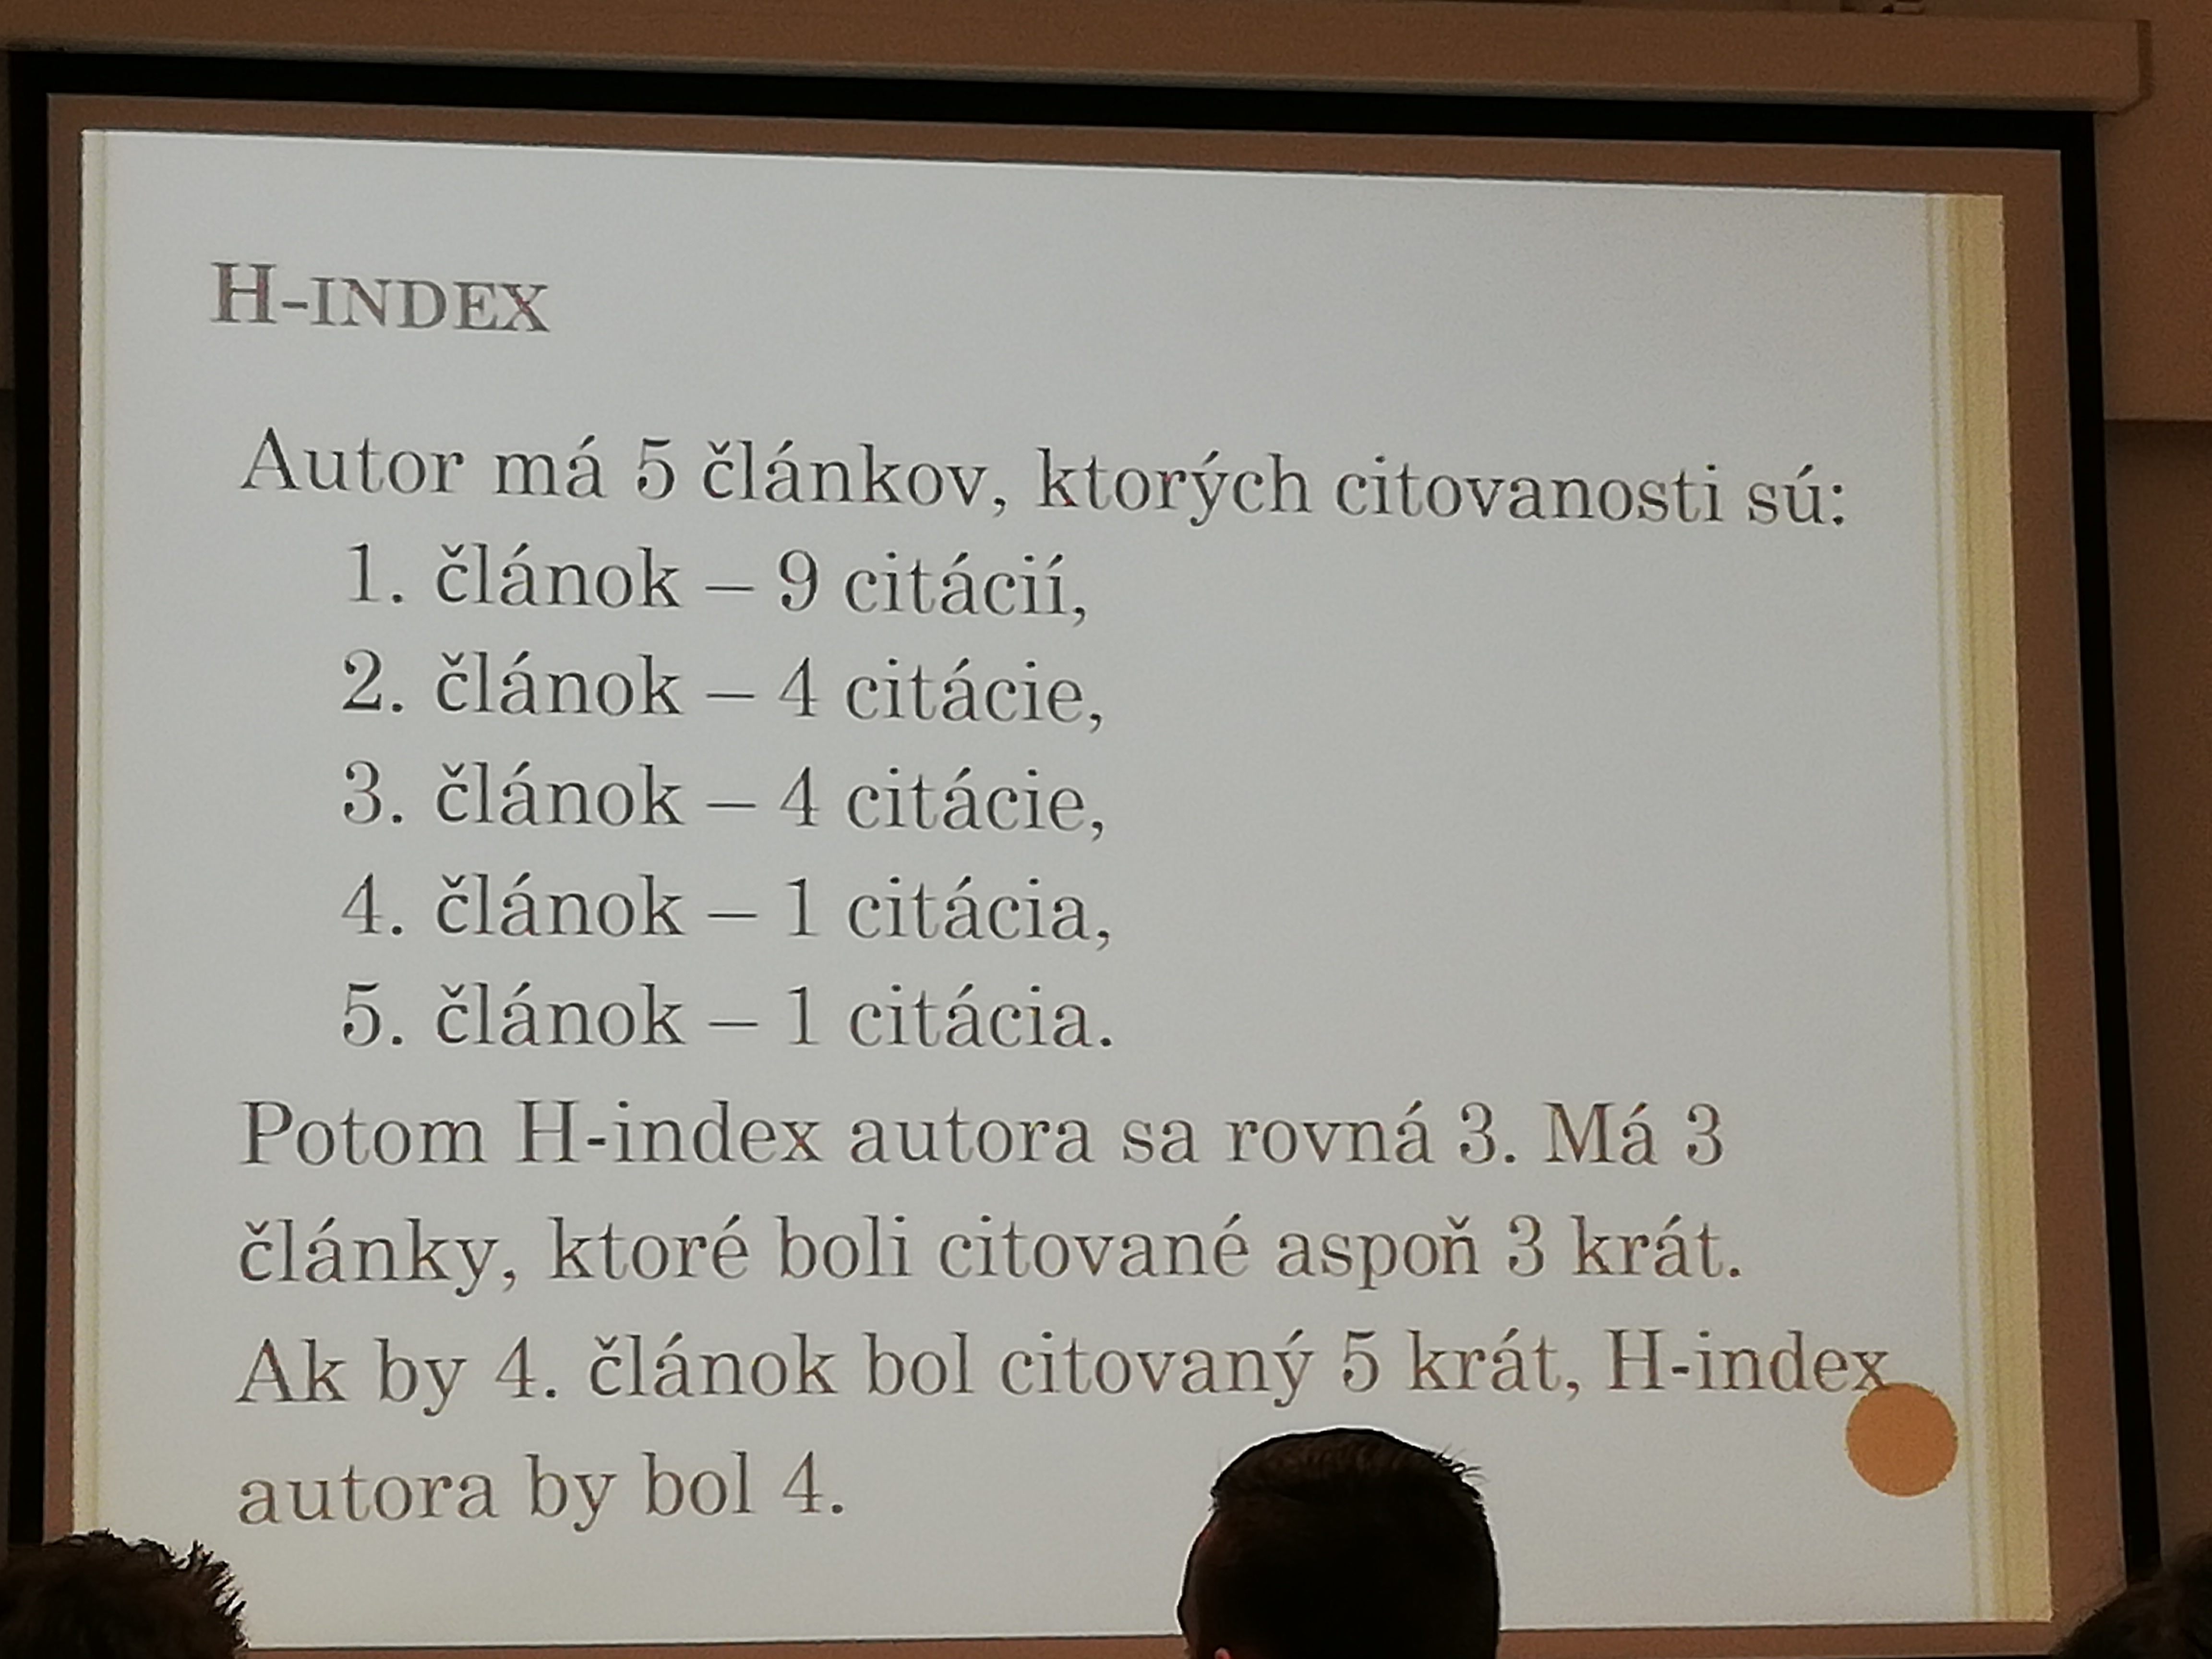 H-INDEX
Autor má 5 článkov, ktorých citovanosti sú:
1. článok – 9 citácií,
2. článok – 4 citácie,
3. článok – 4 citácie,
4. článok – 1 citácia,
5. článok – 1 citácia.
Potom H-index autora sa rovná 3. Má 3
články, ktoré boli citované aspoň 3 krát.
Ak by 4. článok bol citovaný 5 krát, H-index
autora by bol 4.